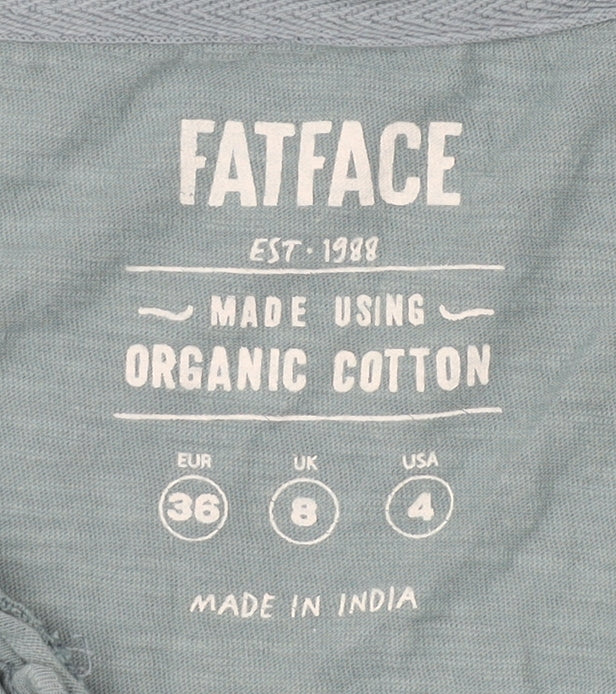 FATFACE
EST · 1988
MADE USING
ORGANIC COTTON
EUR UK USA
36 8 4
MADE IN INDIA